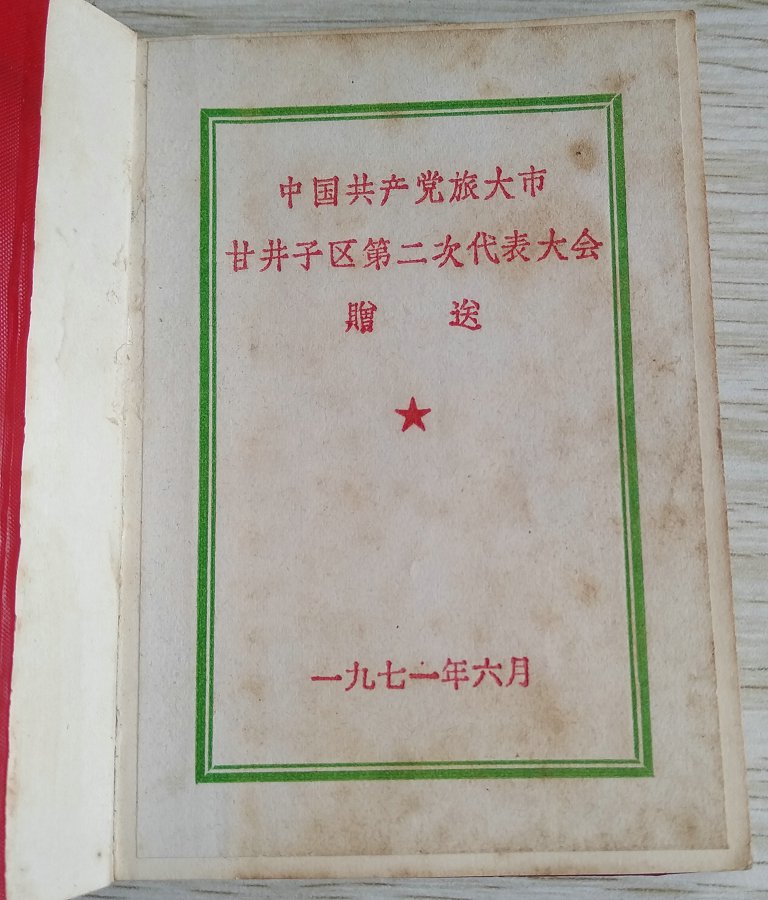 中国共产党旅大市
甘井子区第二次代表大会
贈 送
一九七一年六月